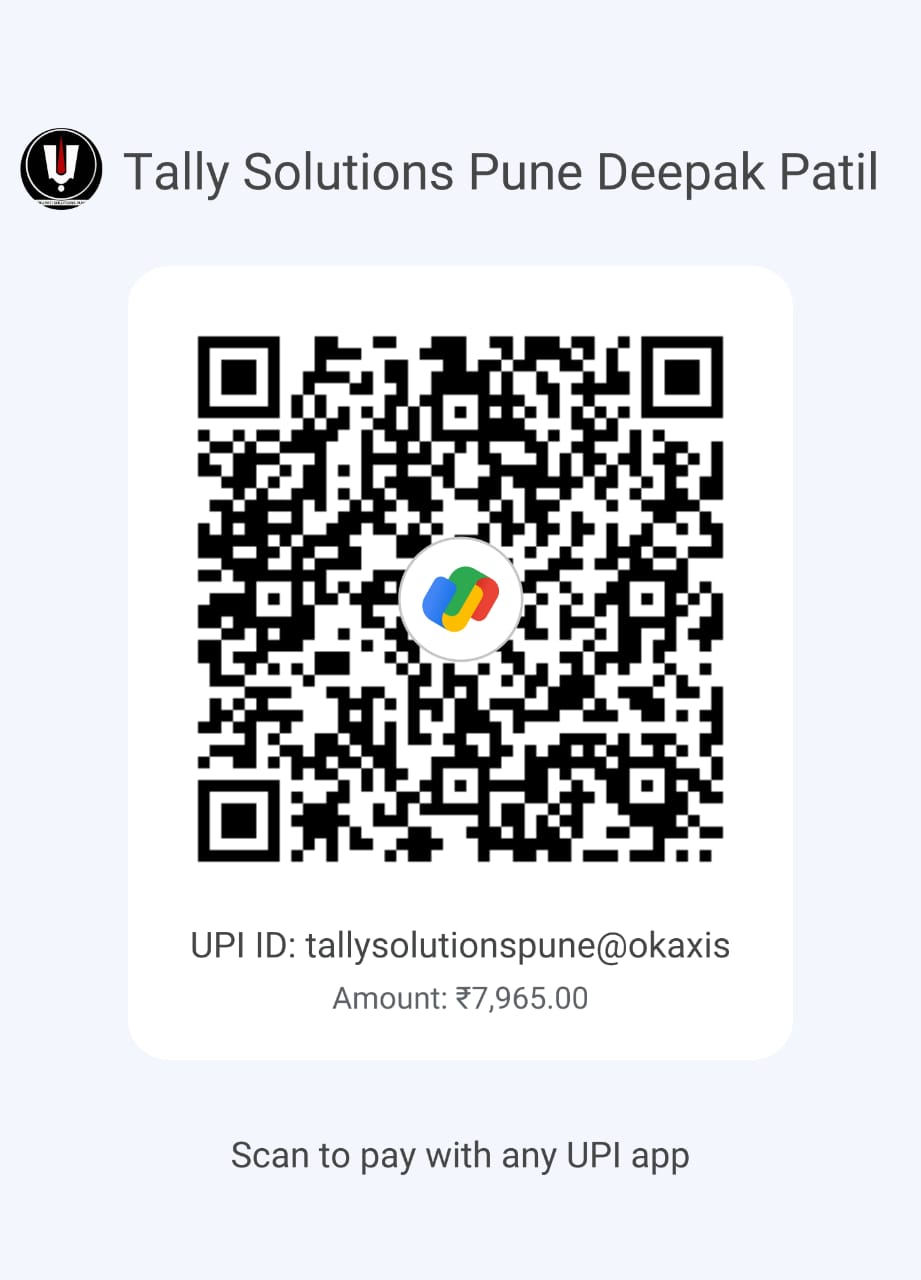 Tally Solutions Pune Deepak Patil
UPI ID: tallysolutionspune@okaxis
Amount: ₹7,965.00
Scan to pay with any UPI app